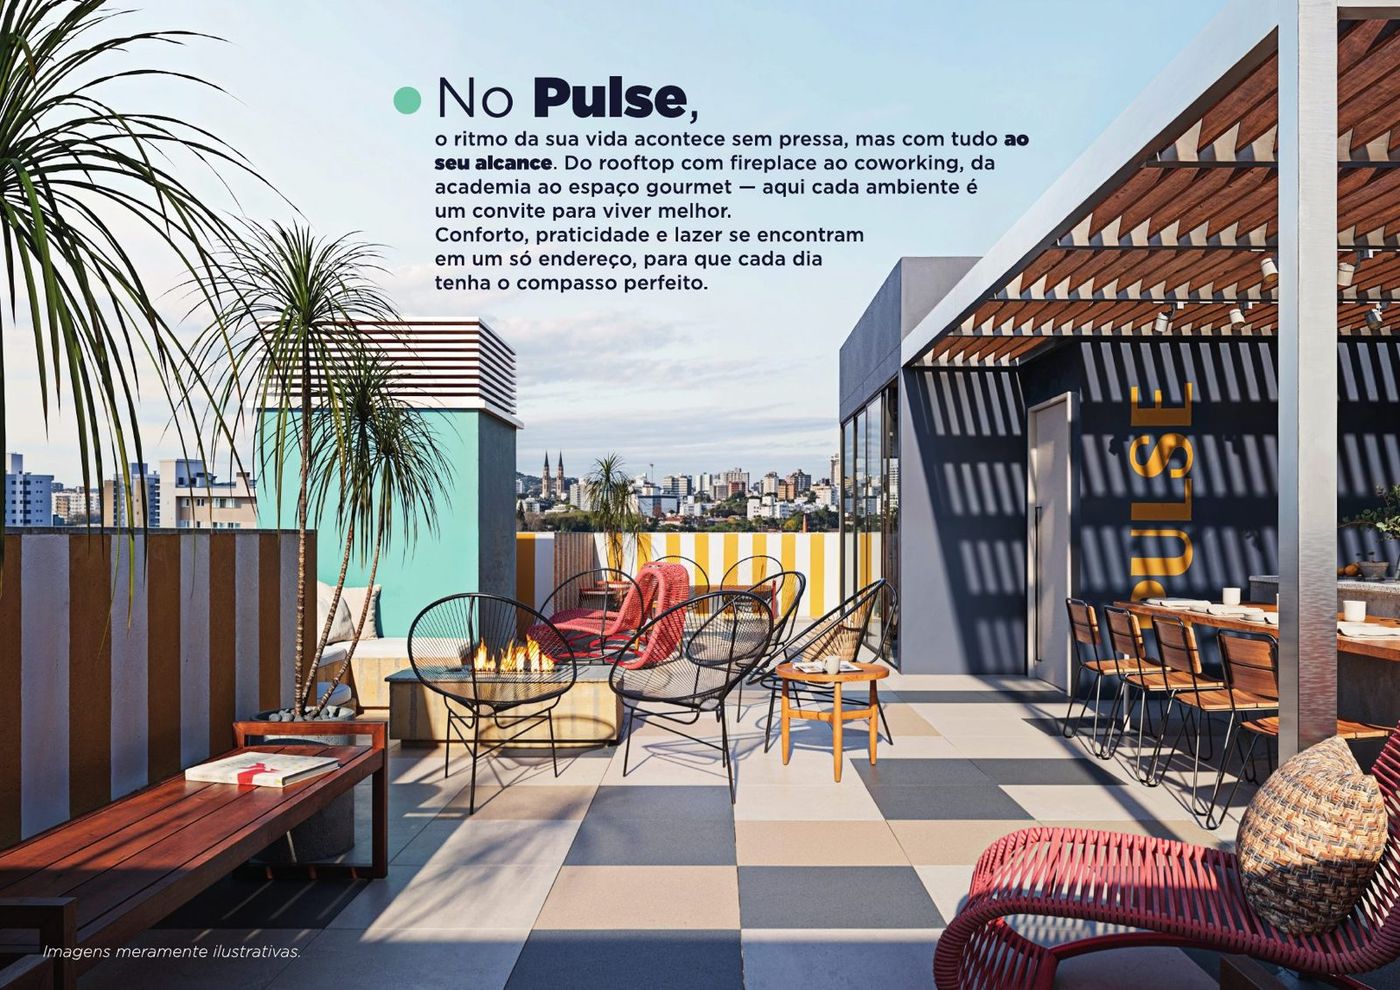 No Pulse,
o ritmo da sua vida acontece sem pressa, mas com tudo ao
seu alcance. Do rooftop com fireplace ao coworking, da
academia ao espaço gourmet — aqui cada ambiente é
um convite para viver melhor.
Conforto, praticidade e lazer se encontram
em um só endereço, para que cada dia
tenha o compasso perfeito.
PULSE
Imagens meramente ilustrativas.